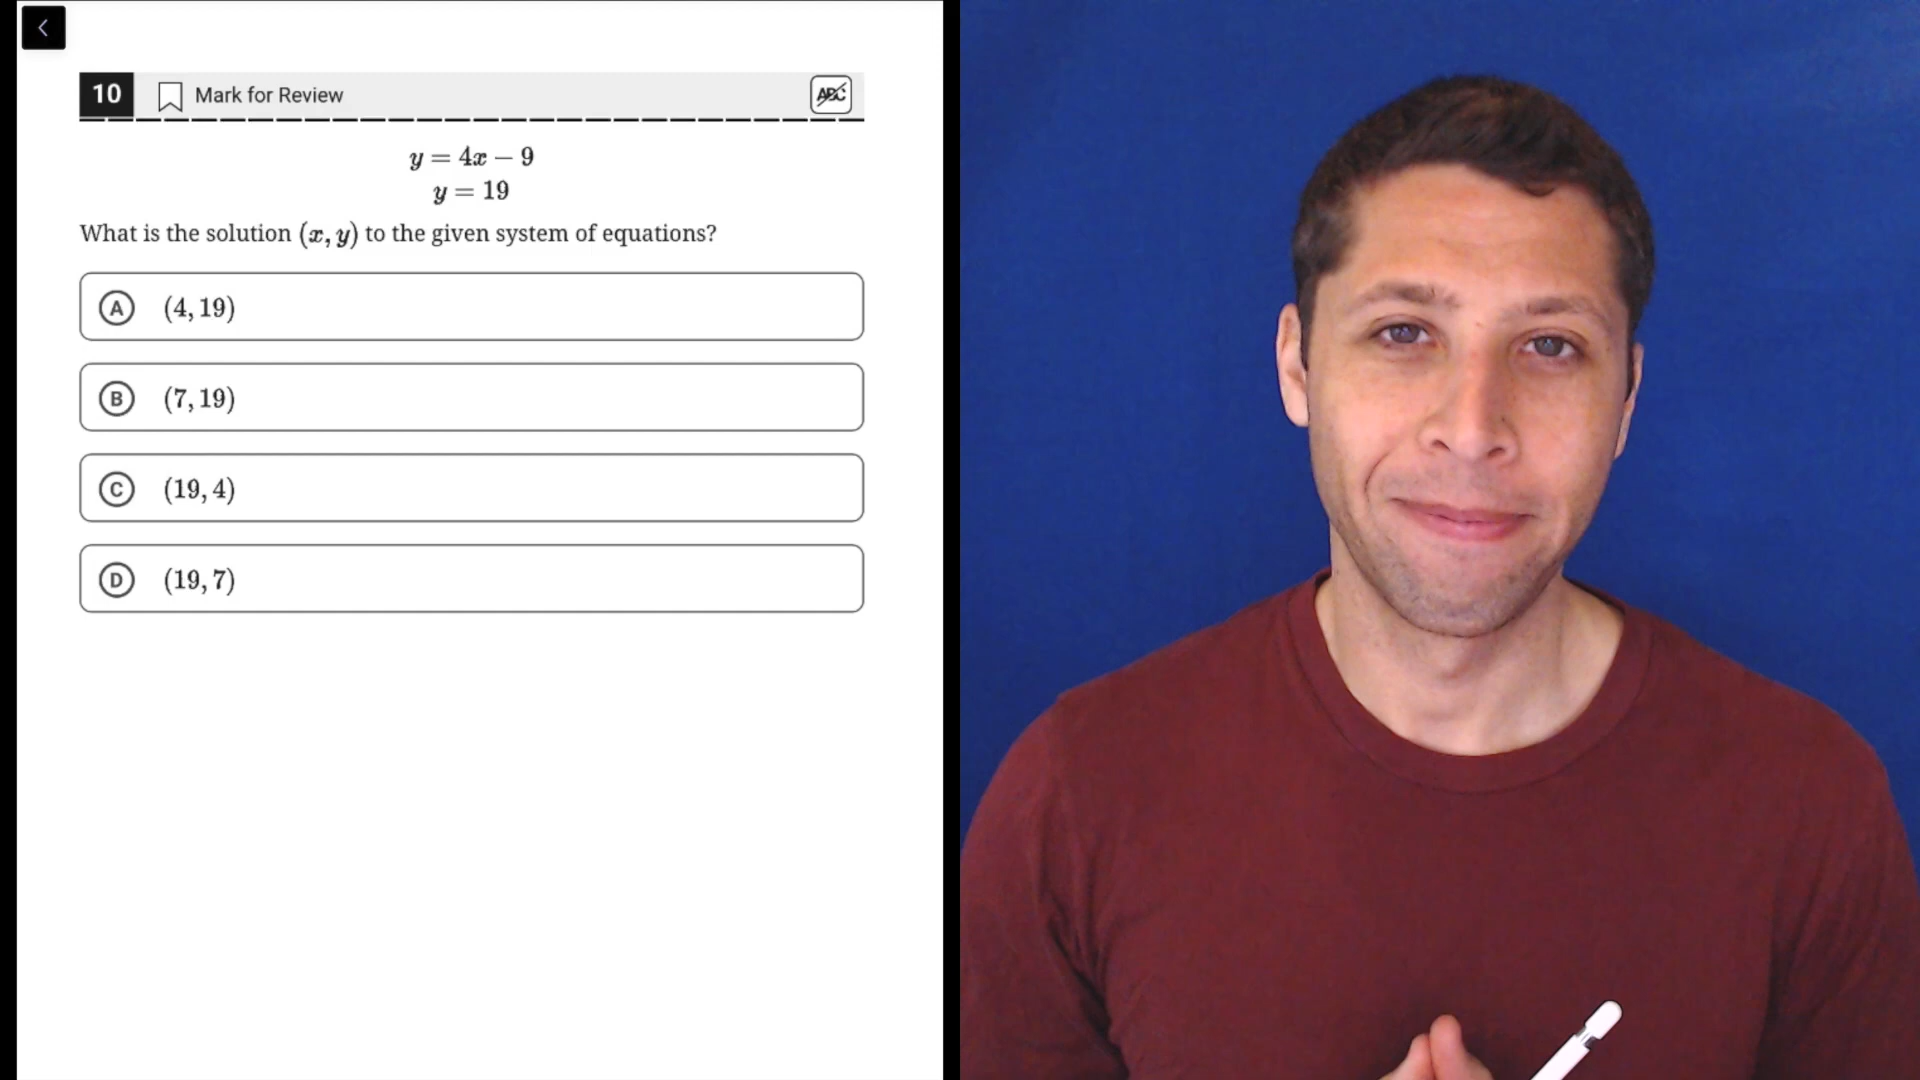 10 Mark for Review ABC
y = 4x − 9
y = 19
What is the solution (x, y) to the given system of equations?
A (4, 19)
B (7, 19)
C (19, 4)
D (19, 7)